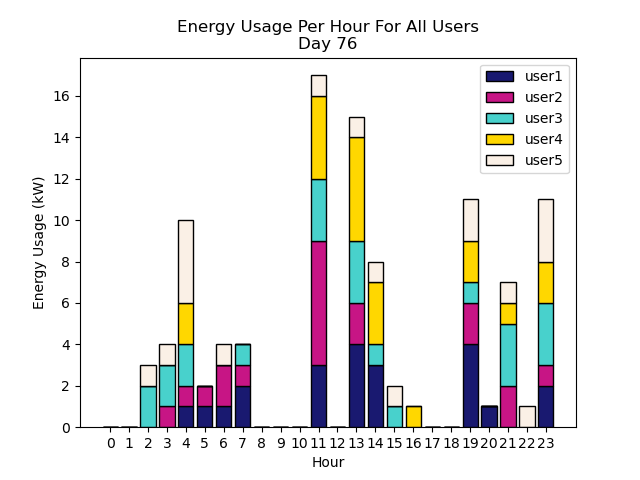 Energy Usage Per Hour For All Users
Day 76
user1
user2
user3
user4
user5
Energy Usage (kW)
16
14
12
10
8
6
4
2
0
0 1 2 3 4 5 6 7 8 9 10 11 12 13 14 15 16 17 18 19 20 21 22 23
Hour